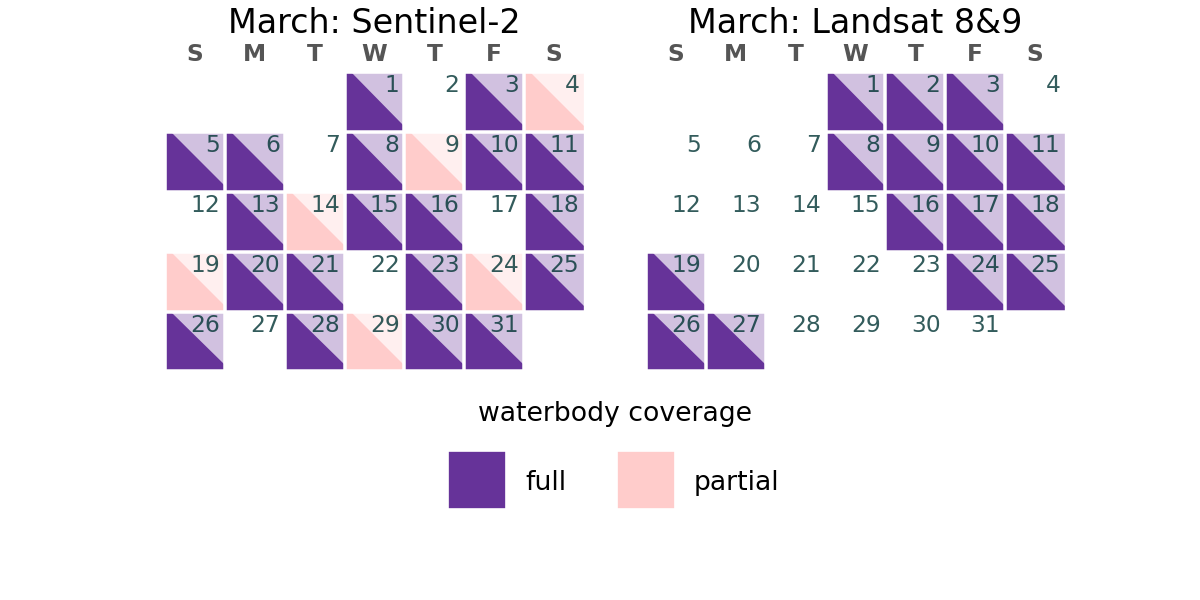 March: Sentinel-2
S M T W T F S
1 2 3 4
5 6 7 8 9 10 11
12 13 14 15 16 17 18
19 20 21 22 23 24 25
26 27 28 29 30 31
March: Landsat 8&9
S M T W T F S
1 2 3 4
5 6 7 8 9 10 11
12 13 14 15 16 17 18
19 20 21 22 23 24 25
26 27 28 29 30 31
waterbody coverage
full partial